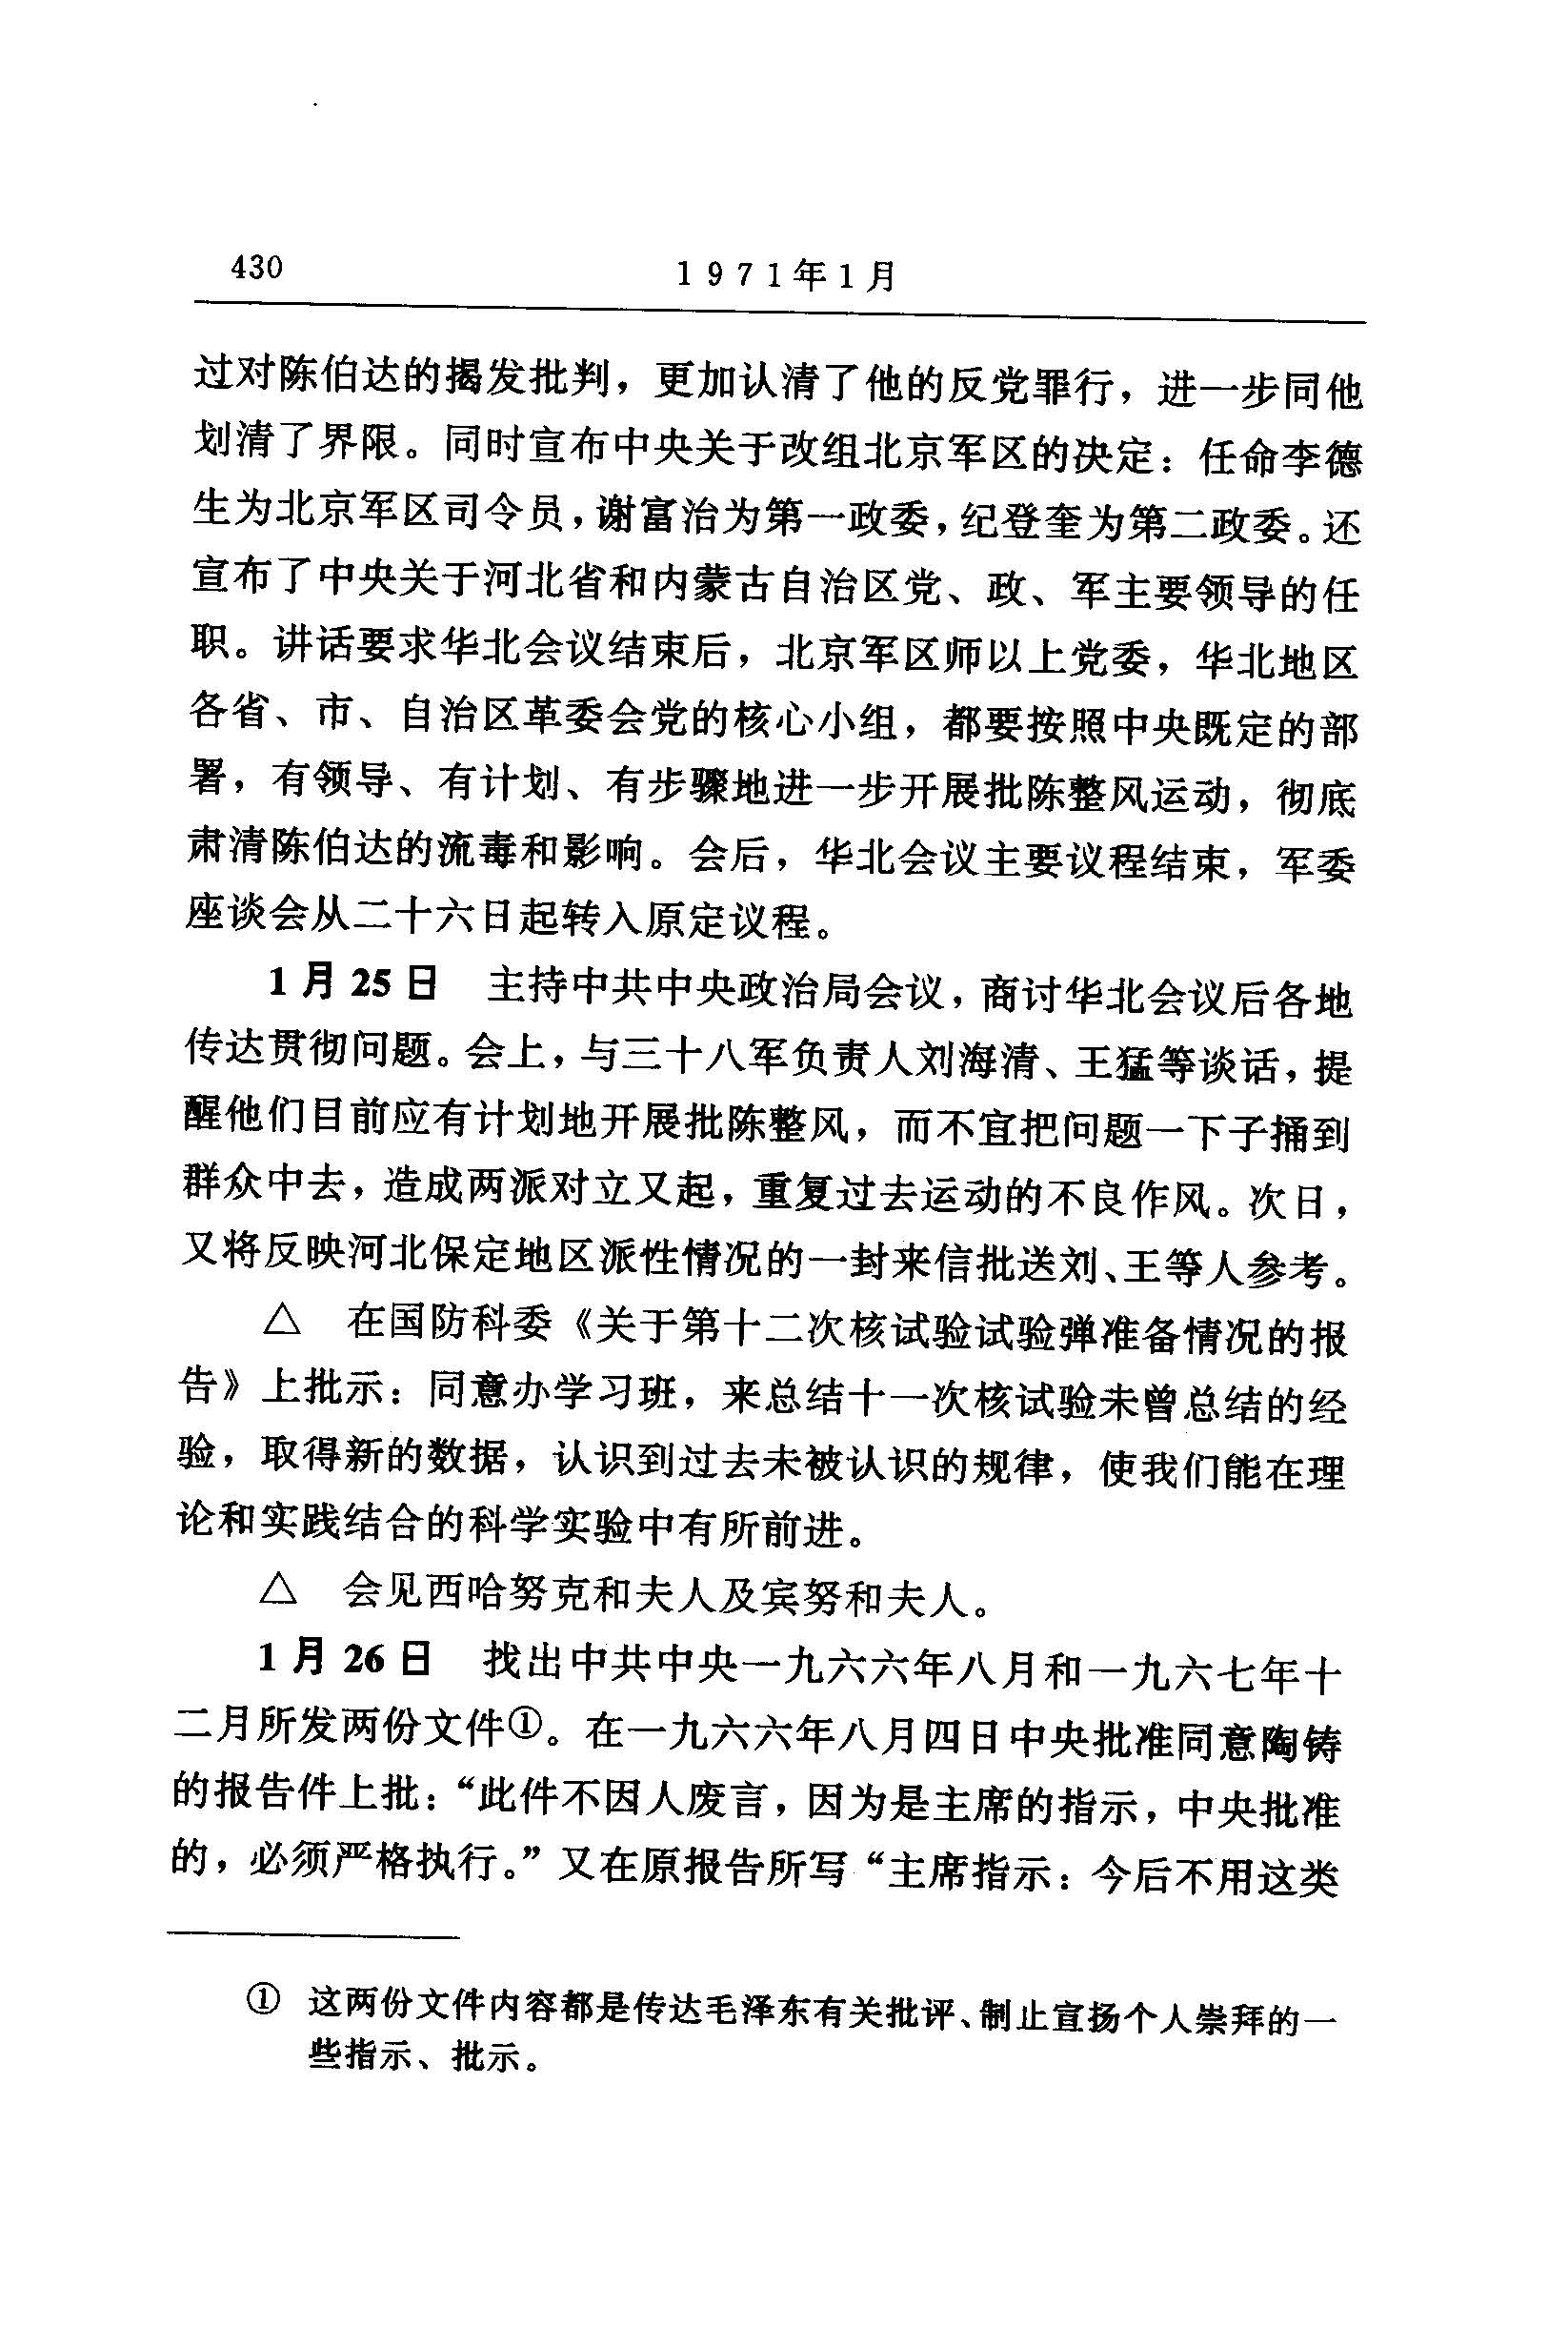 430
1971年1月
过对陈伯达的揭发批判，更加认清了他的反党罪行，进一步同他
划清了界限。同时宣布中央关于改组北京军区的决定：任命李德
生为北京军区司令员，谢富治为第一政委，纪登奎为第二政委。还
宣布了中央关于河北省和内蒙古自治区党、政、军主要领导的任
职。讲话要求华北会议结束后，北京军区师以上党委，华北地区
各省、市、自治区革委会党的核心小组，都要按照中央既定的部
署，有领导、有计划、有步骤地进一步开展批陈整风运动，彻底
肃清陈伯达的流毒和影响。会后，华北会议主要议程结束，军委
座谈会从二十六日起转入原定议程。
1月25日 主持中共中央政治局会议，商讨华北会议后各地
传达贯彻问题。会上，与三十八军负责人刘海清、王猛等谈话，提
醒他们目前应有计划地开展批陈整风，而不宜把问题一下子捅到
群众中去，造成两派对立又起，重复过去运动的不良作风。次日，
又将反映河北保定地区派性情况的一封来信批送刘、王等人参考。
△ 在国防科委《关于第十二次核试验试验弹准备情况的报
告》上批示：同意办学习班，来总结十一次核试验未曾总结的经
验，取得新的数据，认识到过去未被认识的规律，使我们能在理
论和实践结合的科学实验中有所前进。
△ 会见西哈努克和夫人及宾努和夫人。
1月26日 找出中共中央一九六六年八月和一九六七年十
二月所发两份文件①。在一九六六年八月四日中央批准同意陶铸
的报告件上批：“此件不因人废言，因为是主席的指示，中央批准
的，必须严格执行。”又在原报告所写“主席指示：今后不用这类
① 这两份文件内容都是传达毛泽东有关批评、制止宣扬个人崇拜的一
些指示、批示。